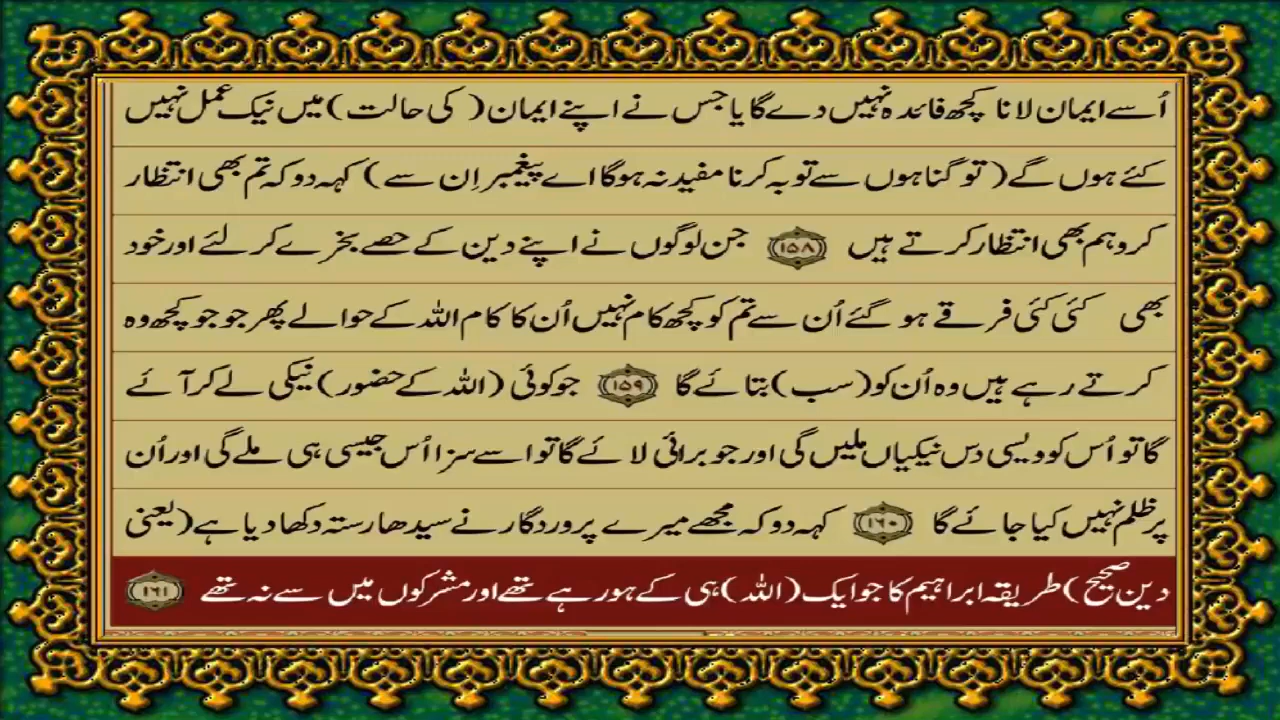 اُسے ایمان لانا کچھ فائدہ نہیں دے گا یا جس نے اپنے ایمان ( کی حالت ) میں نیک عمل نہیں
کئے ہوں گے ( تو گناہوں سے توبہ کرنا مفید نہ ہوگا اے پیغمبر اِن سے ) کہہ دو کہ تم بھی انتظار
کرو ہم بھی انتظار کرتے ہیں ۱۵۸ جن لوگوں نے اپنے دین کے حصے بخرے کر لئے اور خود
بھی کئی کئی فرقے ہو گئے اُن سے تم کو کچھ کام نہیں اُن کا کام اللہ کے حوالے پھر جو جو کچھ وہ
کرتے رہے ہیں وہ اُن کو ( سب ) بتائے گا ۱۵۹ جو کوئی ( اللہ کے حضور ) نیکی لے کر آئے
گا تو اُس کو ویسی دس نیکیاں ملیں گی اور جو برائی لائے گا تو اسے سزا اُس جیسی ہی ملے گی اور اُن
پر ظلم نہیں کیا جائے گا ۱۶۰ کہہ دو کہ مجھے میرے پروردگار نے سیدھا رستہ دکھا دیا ہے ( یعنی
دین صحیح ) طریقہ ابراہیم کا جو ایک ( اللہ ) ہی کے ہو رہے تھے اور مشرکوں میں سے نہ تھے ۱۶۱